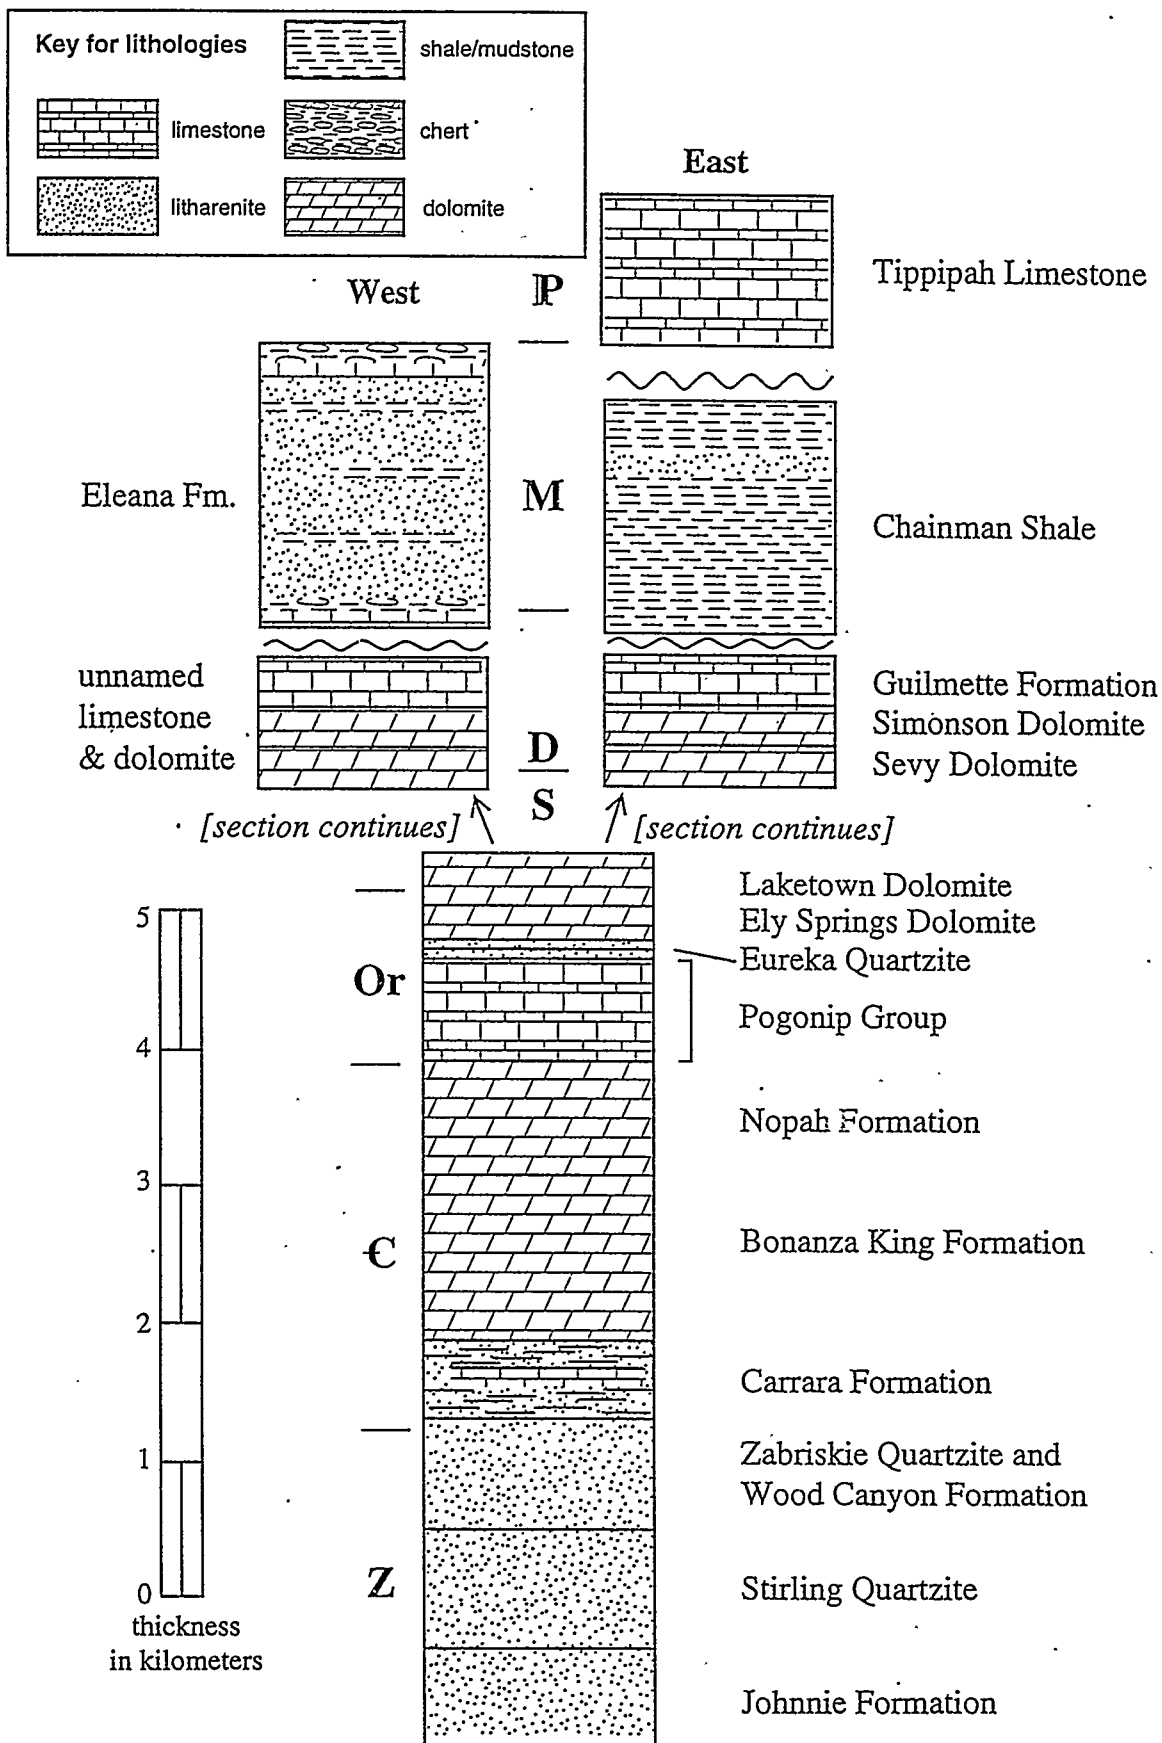 Key for lithologies
shale/mudstone
limestone
chert
litharenite
dolomite
East
West
ℙ
Tippipah Limestone
Eleana Fm.
M
Chainman Shale
unnamed
limestone
& dolomite
Guilmette Formation
Simonson Dolomite
Sevy Dolomite
D
S
[section continues]
[section continues]
Laketown Dolomite
Ely Springs Dolomite
Eureka Quartzite
Pogonip Group
Or
Nopah Formation
Є
Bonanza King Formation
Carrara Formation
Zabriskie Quartzite and
Wood Canyon Formation
Z
Stirling Quartzite
Johnnie Formation
5
4
3
2
1
0
thickness
in kilometers